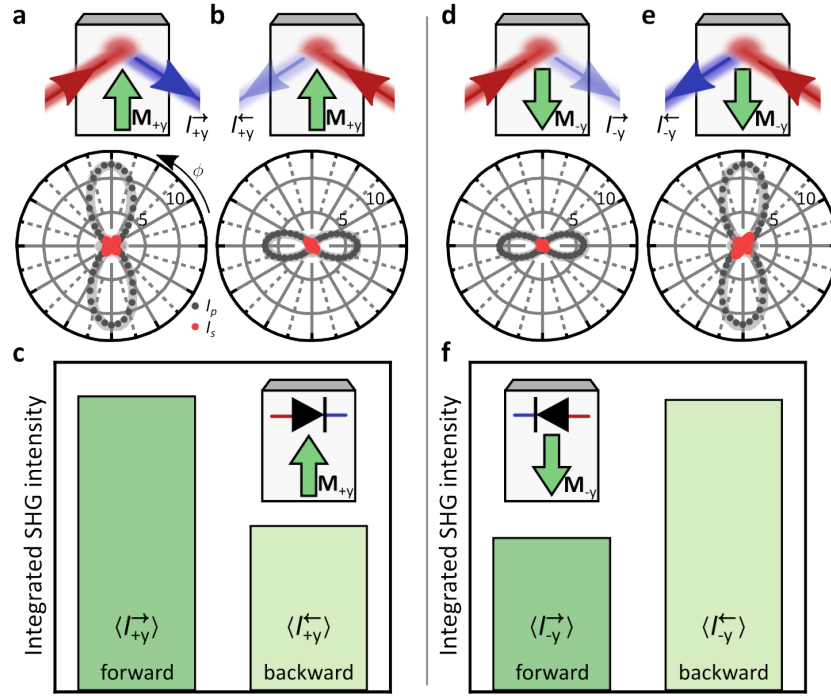 a
M+y
I→+y
b
I←+y
M+y
d
M-y
I→-y
e
I←-y
M-y
ϕ
10
5
10
5
10
5
10
5
Ip
Is
c
Integrated SHG intensity
M+y
⟨I→+y⟩
⟨I←+y⟩
forward
backward
f
Integrated SHG intensity
M-y
⟨I→-y⟩
⟨I←-y⟩
forward
backward